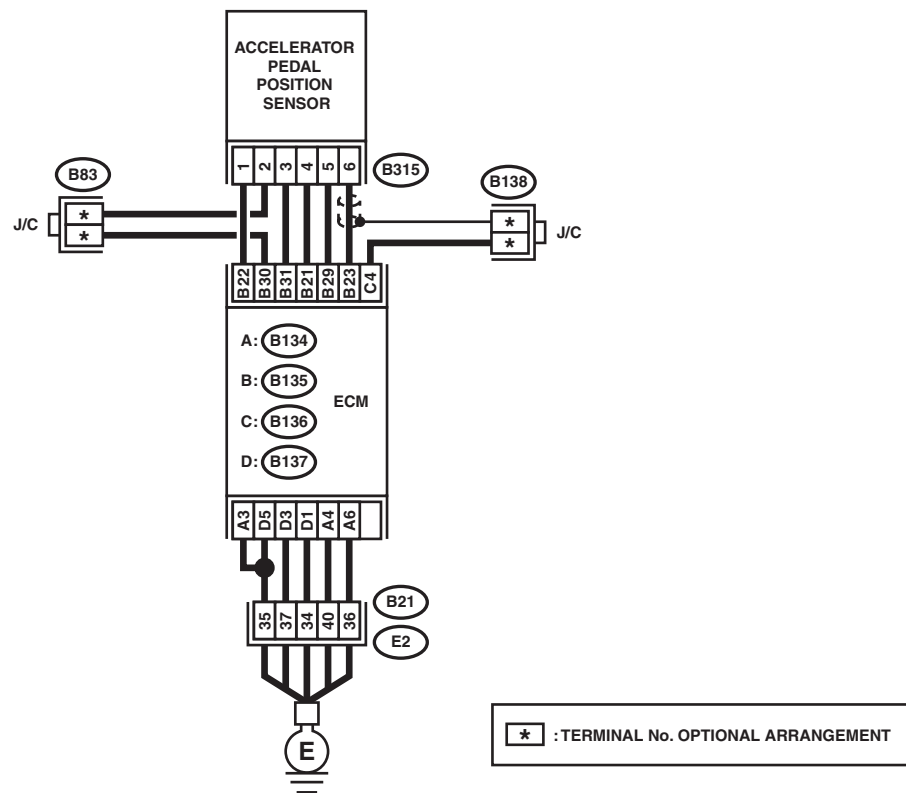 ACCELERATOR
PEDAL
POSITION
SENSOR
1 2 3 4 5 6
B315
B83
J/C
*
*
B138
*
*
J/C
B22 B30 B31 B21 B29 B23 C4
A: B134
B: B135
C: B136
D: B137
ECM
A3 D5 D3 D1 A4 A6
35 37 34 40 36
B21
E2
E
* : TERMINAL No. OPTIONAL ARRANGEMENT